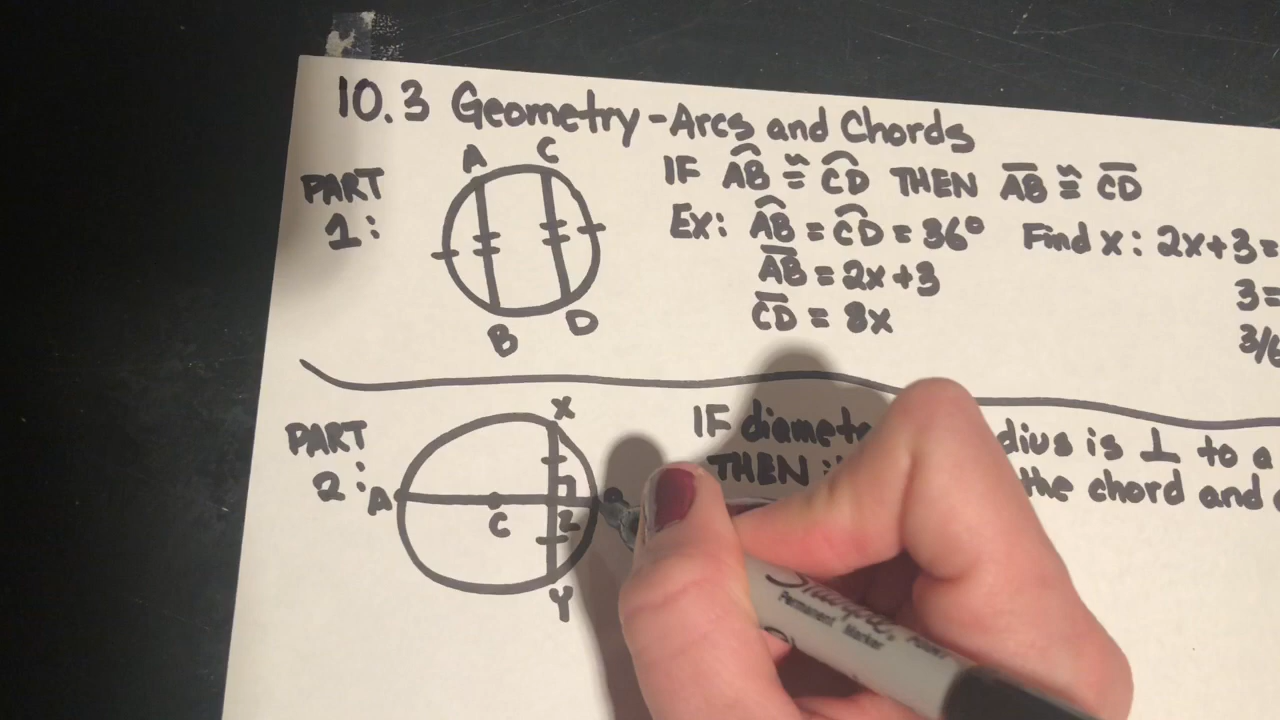 10.3 Geometry - Arcs and Chords
PART 1:
A C
B D
IF AB ≅ CD THEN AB ≅ CD
Ex: AB = CD = 36° Find x: 2x+3 =
AB = 2x+3 3=
CD = 8x 3/6
PART 2:
X
A C Z
Y
IF is ⊥ to a
THEN the chord and
Sharpie
Permanent Marker